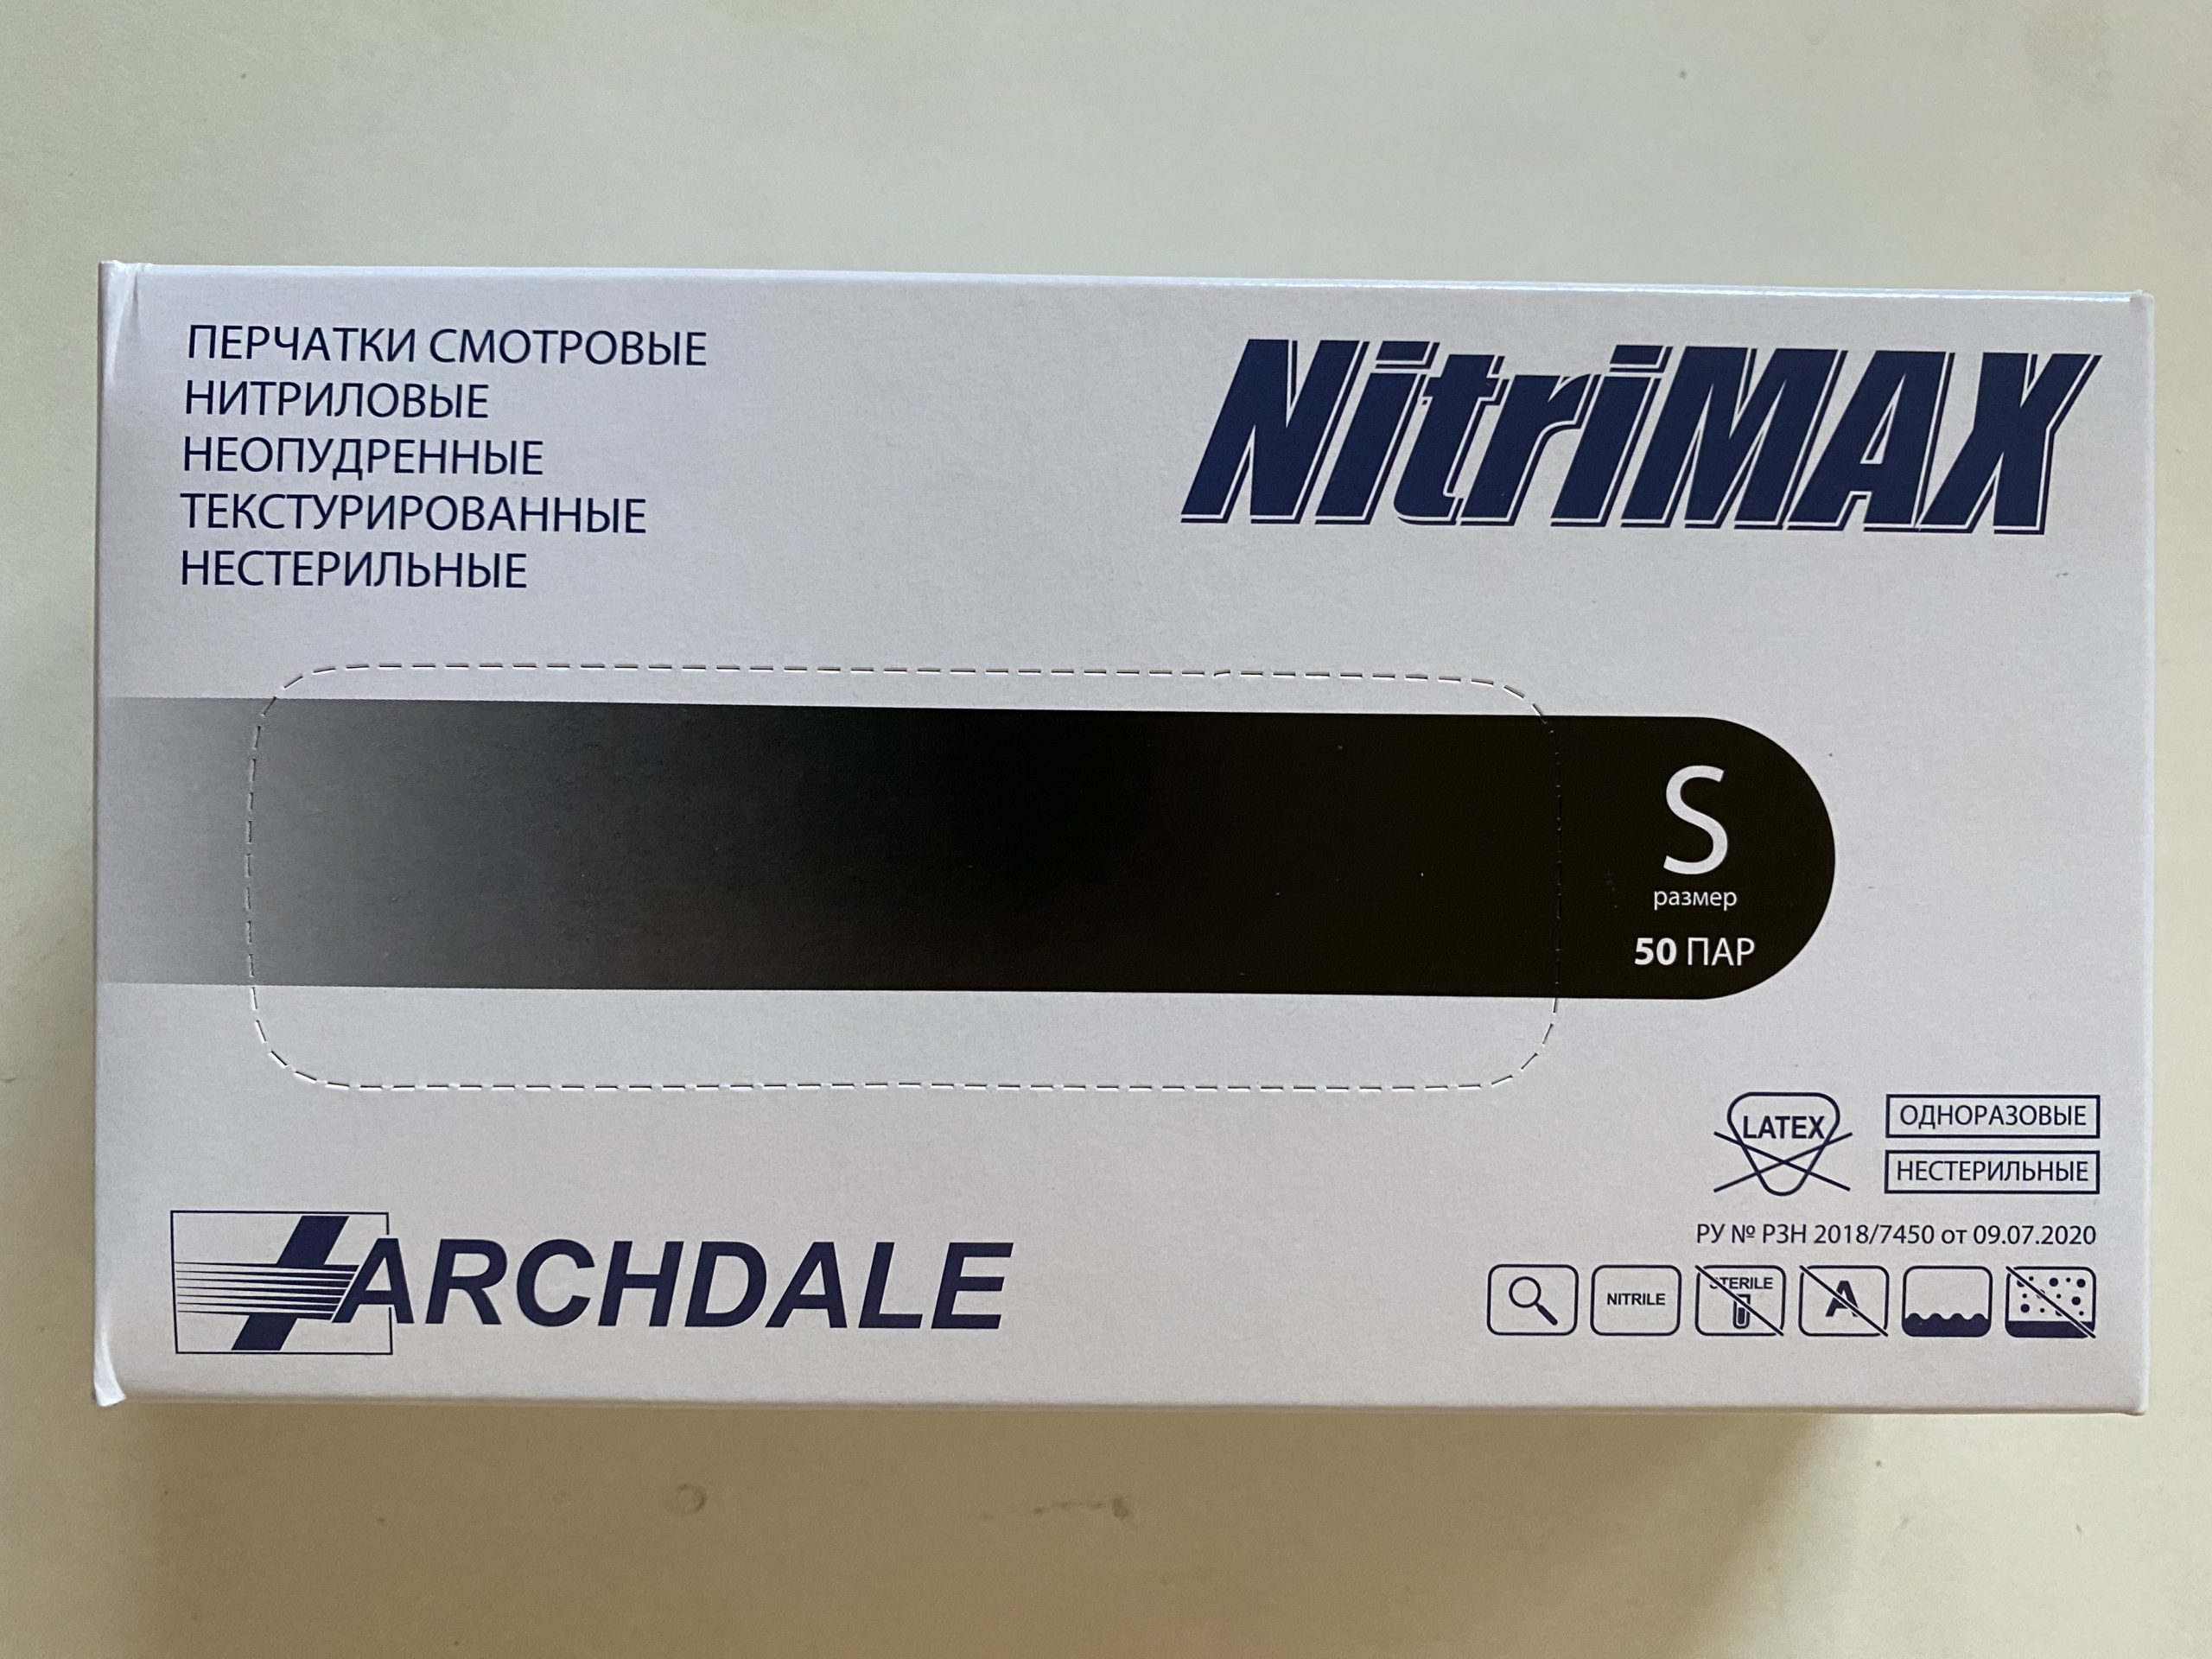 ПЕРЧАТКИ СМОТРОВЫЕ
НИТРИЛОВЫЕ
НЕОПУДРЕННЫЕ
ТЕКСТУРИРОВАННЫЕ
НЕСТЕРИЛЬНЫЕ
NitriMAX
S
размер
50 ПАР
LATEX
ОДНОРАЗОВЫЕ
НЕСТЕРИЛЬНЫЕ
РУ № РЗН 2018/7450 от 09.07.2020
ARCHDALE
NITRILE
STERILE
A